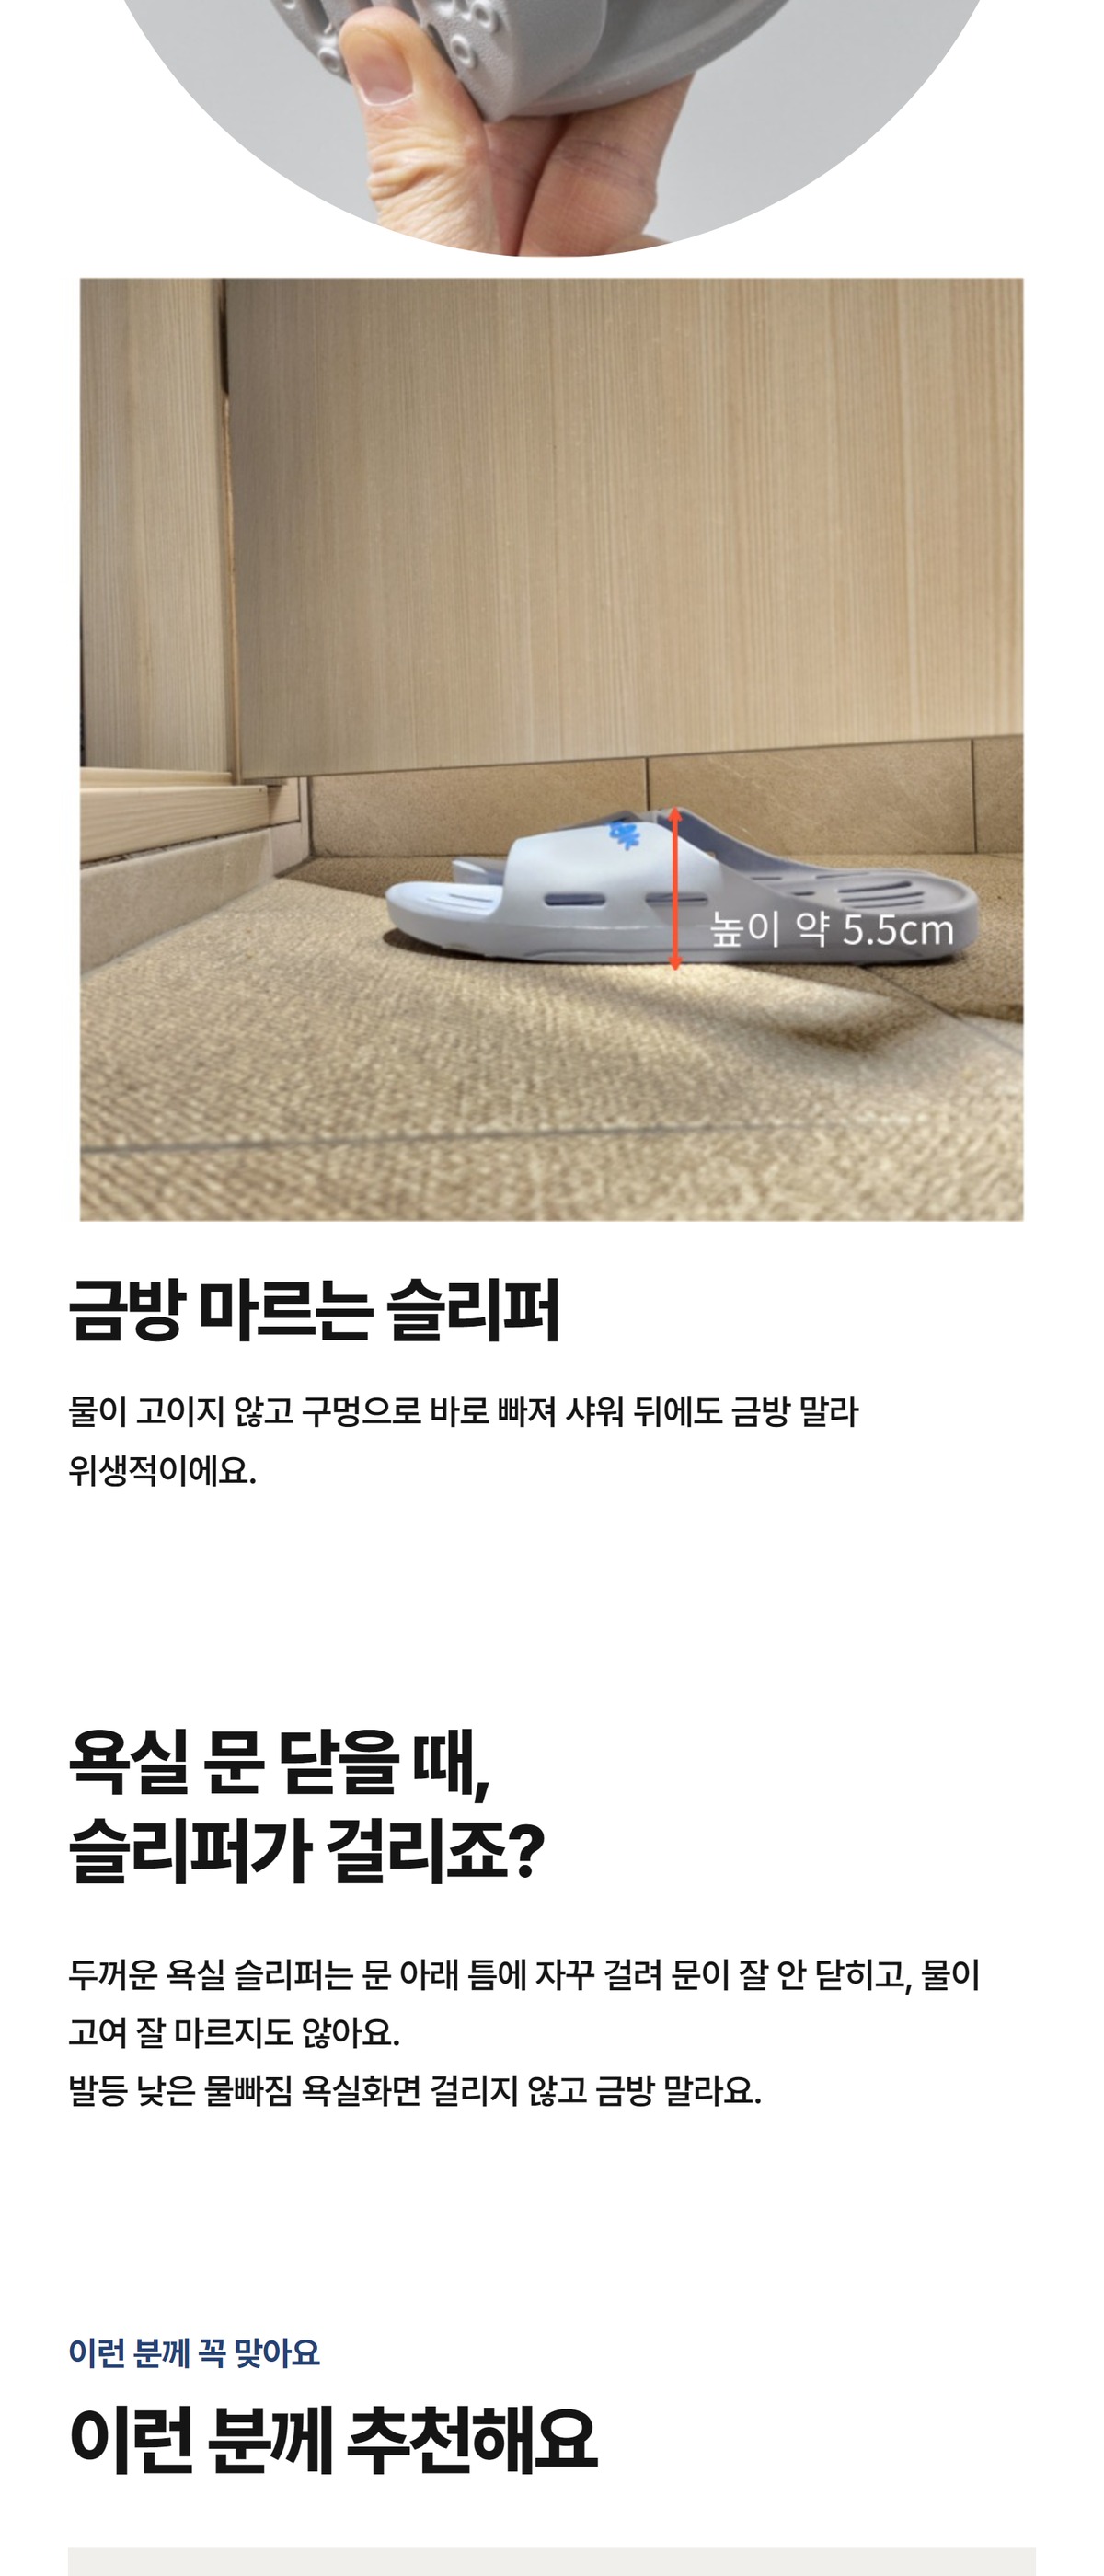 높이 약 5.5cm
금방 마르는 슬리퍼
물이 고이지 않고 구멍으로 바로 빠져 샤워 뒤에도 금방 말라
위생적이에요.
욕실 문 닫을 때,
슬리퍼가 걸리죠?
두꺼운 욕실 슬리퍼는 문 아래 틈에 자꾸 걸려 문이 잘 안 닫히고, 물이
고여 잘 마르지도 않아요.
발등 낮은 물빠짐 욕실화면 걸리지 않고 금방 말라요.
이런 분께 꼭 맞아요
이런 분께 추천해요